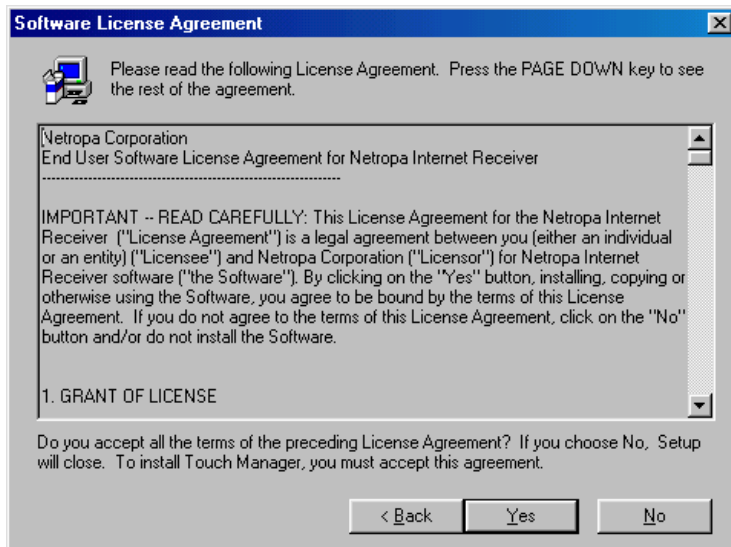 Software License Agreement
Please read the following License Agreement.  Press the PAGE DOWN key to see
the rest of the agreement.
Netropa Corporation
End User Software License Agreement for Netropa Internet Receiver
------------------------------------------------------------
IMPORTANT -- READ CAREFULLY: This License Agreement for the Netropa Internet
Receiver  ("License Agreement") is a legal agreement between you (either an individual
or an entity) ("Licensee") and Netropa Corporation ("Licensor") for Netropa Internet
Receiver software ("the Software"). By clicking on the "Yes" button, installing, copying or
otherwise using the Software, you agree to be bound by the terms of this License
Agreement.  If you do not agree to the terms of this License Agreement, click on the "No"
button and/or do not install the Software.
1. GRANT OF LICENSE
Do you accept all the terms of the preceding License Agreement?  If you choose No,  Setup
will close.  To install Touch Manager, you must accept this agreement.
< Back
Yes
No